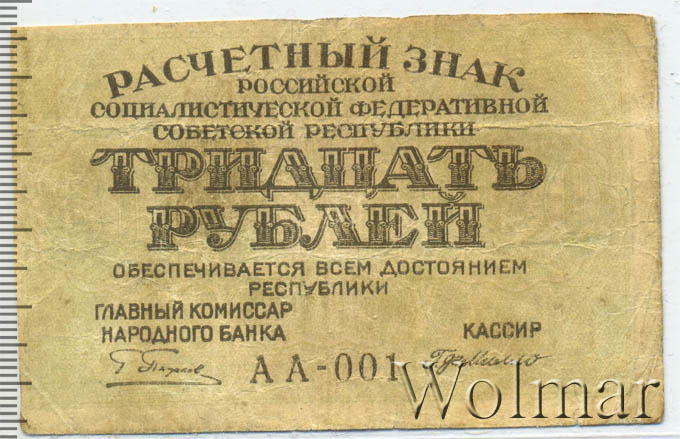 РАСЧЕТНЫЙ ЗНАК
РОССИЙСКОЙ
СОЦИАЛИСТИЧЕСКОЙ ФЕДЕРАТИВНОЙ
СОВЕТСКОЙ РЕСПУБЛИКИ
ТРИДЦАТЬ
РУБЛЕЙ
ОБЕСПЕЧИВАЕТСЯ ВСЕМ ДОСТОЯНИЕМ
РЕСПУБЛИКИ
ГЛАВНЫЙ КОМИССАР
НАРОДНОГО БАНКА
КАССИР
АА-001
Wolmar